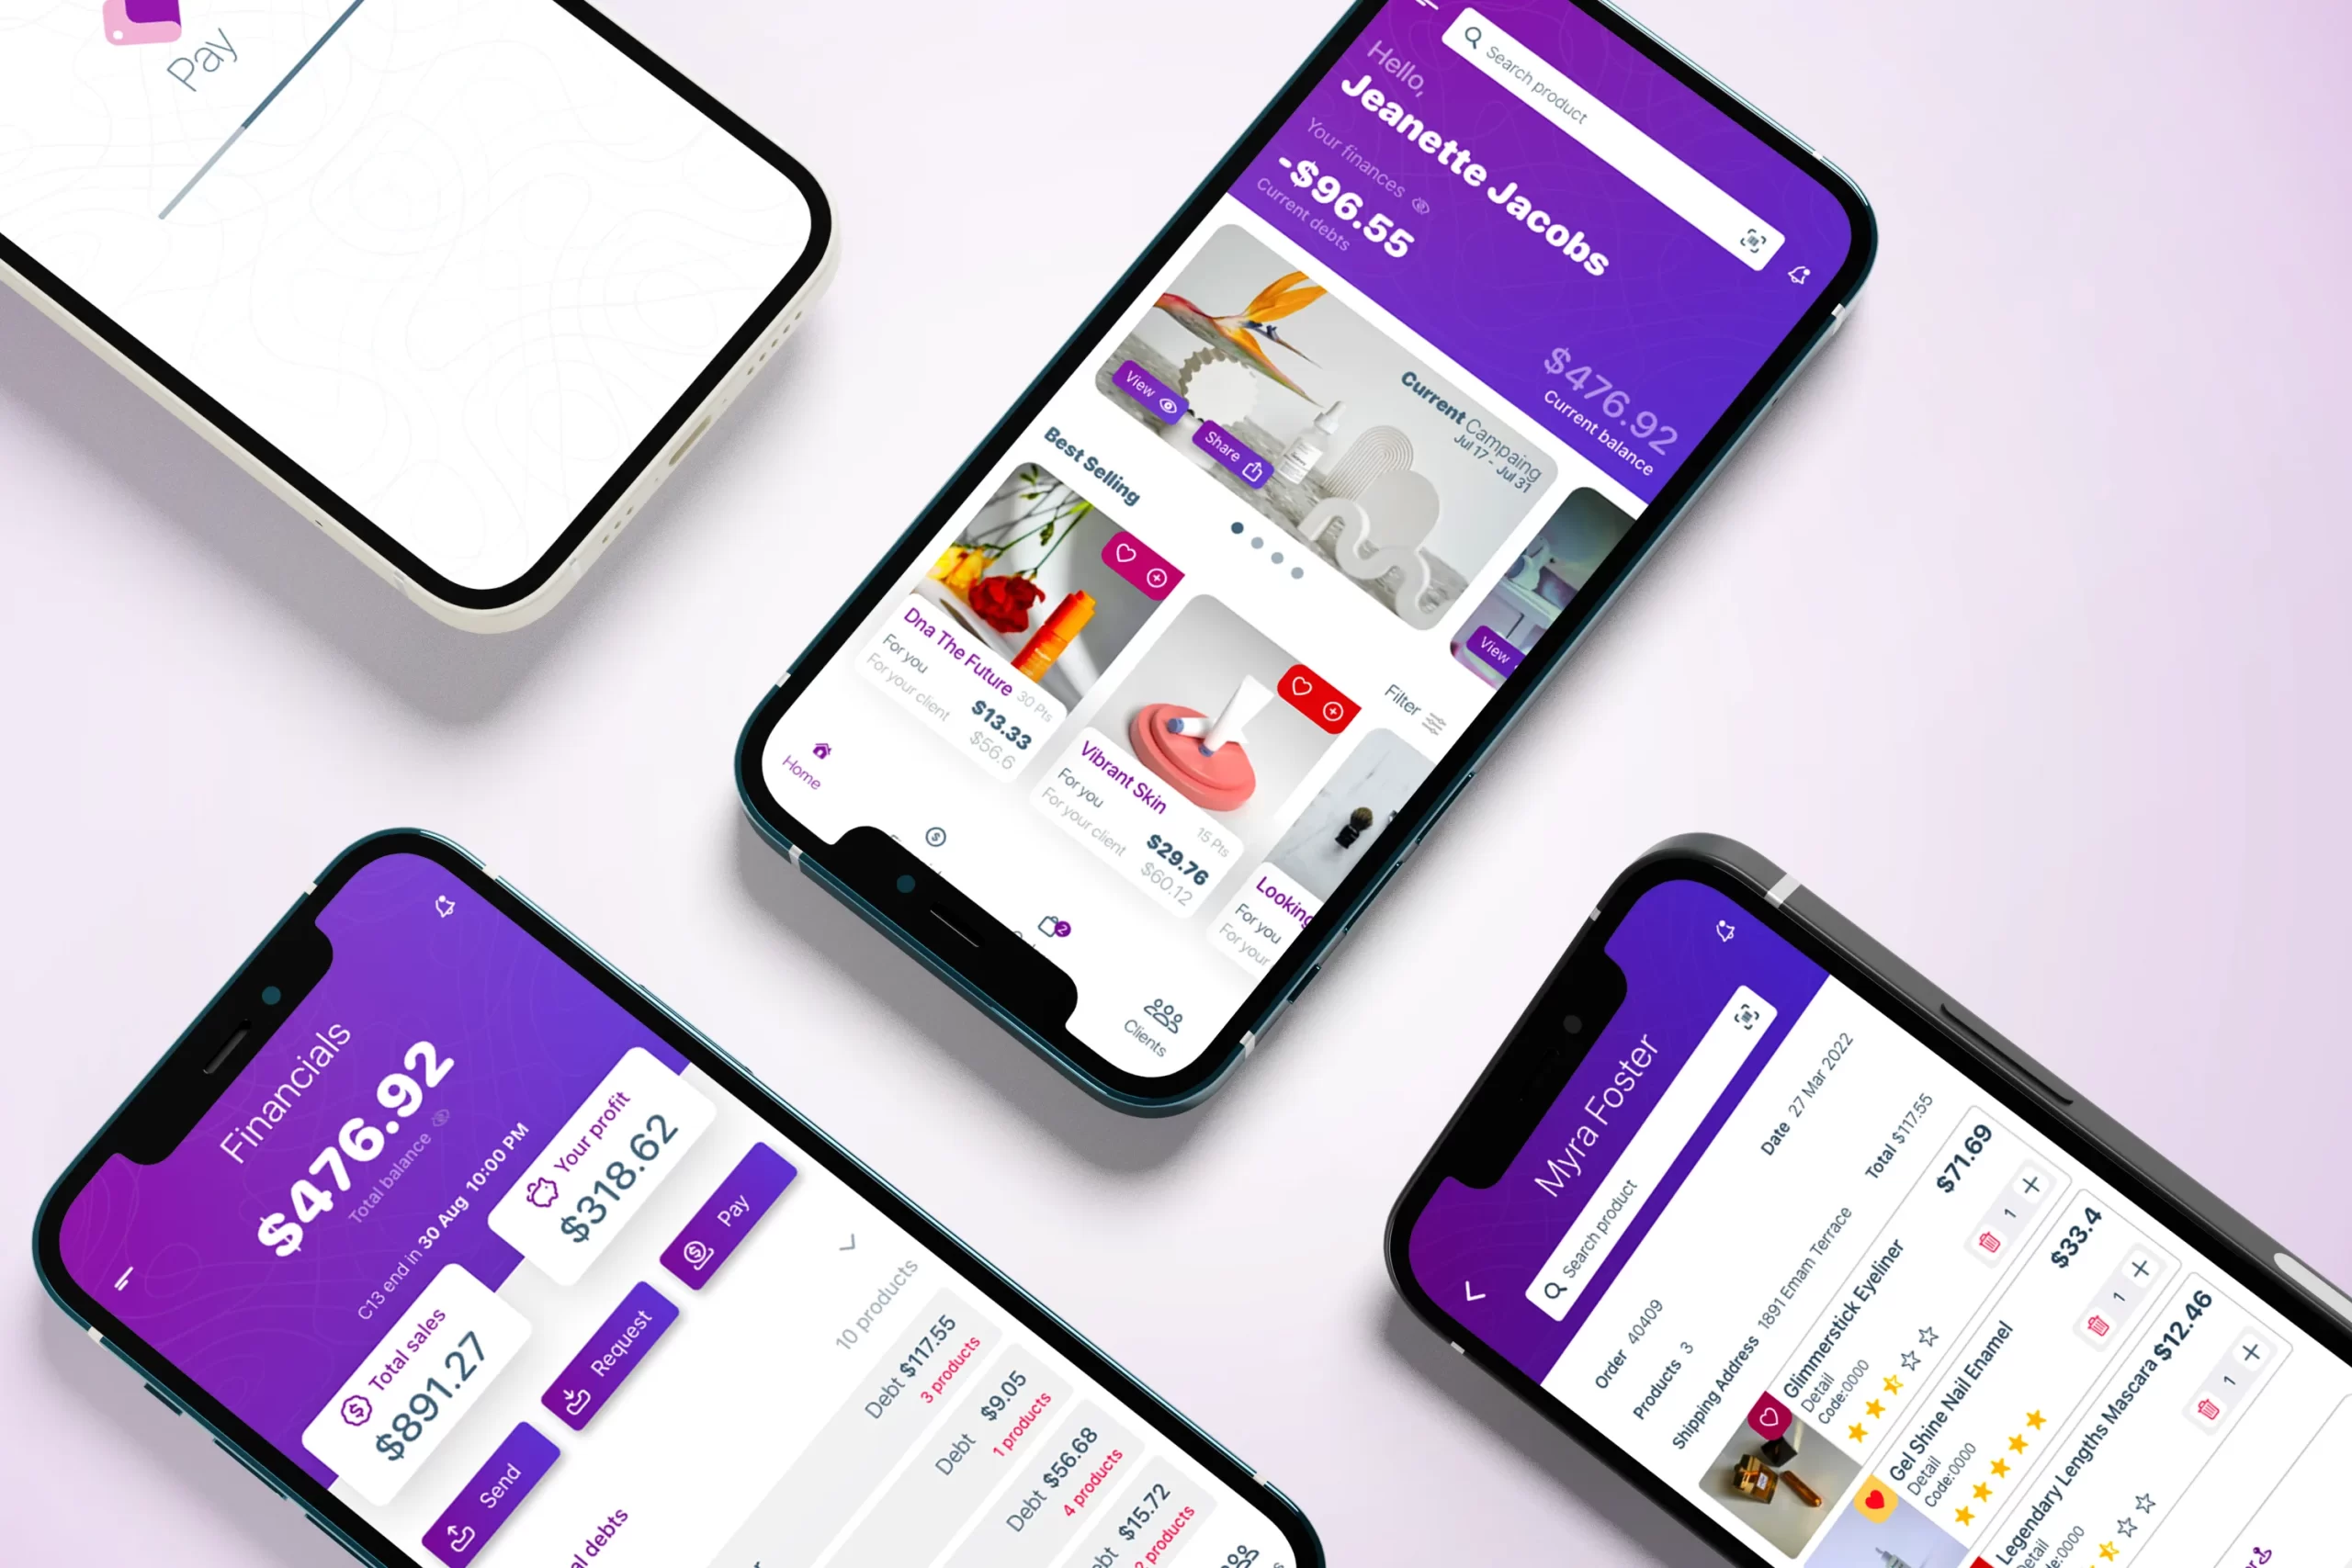 Pay
Search product
Hello,
Jeanette Jacobs
Your finances
-$96.55
Current debts
$476.92
Current balance
Current Campaing
Jul 17 - Jul 31
View
Share
View
Best Selling
Filter
Dna The Future
30 Pts
For you
$13.33
For your client
$56.6
Vibrant Skin
15 Pts
For you
$29.76
For your client
$60.12
Looking
For you
For your
Home
2
Clients
Financials
$476.92
Total balance
C13 end in 30 Aug 10:00 PM
Total sales
$891.27
Your profit
$318.62
Send
Request
Pay
10 products
Debt $117.55
3 products
Debt $9.05
1 products
Debt $56.68
4 products
$15.72
products
debts
Myra Foster
Search product
Order 40409
Date 27 Mar 2022
Products 3
Total $117.55
Shipping Address 1891 Emam Terrace
Glimmerstick Eyeliner
$71.69
Detail
Code:0000
1
Gel Shine Nail Enamel
$33.4
Detail
Code:0000
1
Legendary Lengths Mascara
$12.46
1